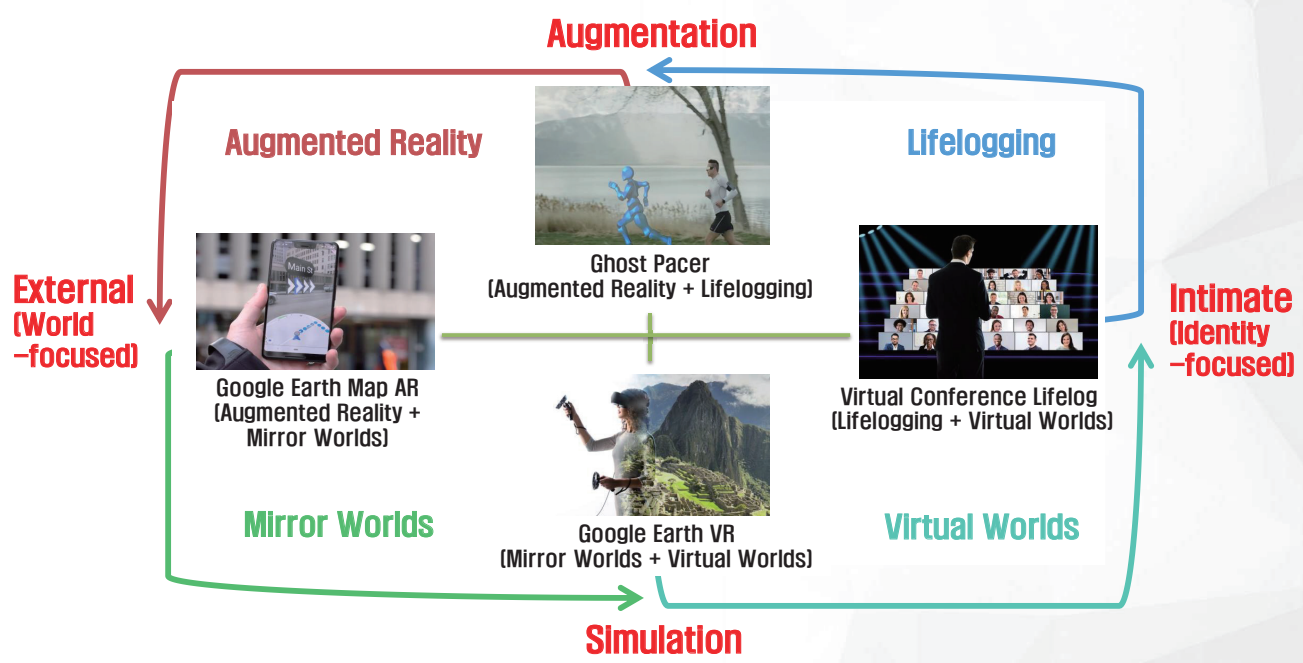 Augmentation
Augmented Reality
Lifelogging
Main St
Ghost Pacer
(Augmented Reality + Lifelogging)
External
(World
-focused)
Intimate
(Identity
-focused)
Google Earth Map AR
(Augmented Reality +
Mirror Worlds)
Virtual Conference Lifelog
(Lifelogging + Virtual Worlds)
Mirror Worlds
Virtual Worlds
Google Earth VR
(Mirror Worlds + Virtual Worlds)
Simulation